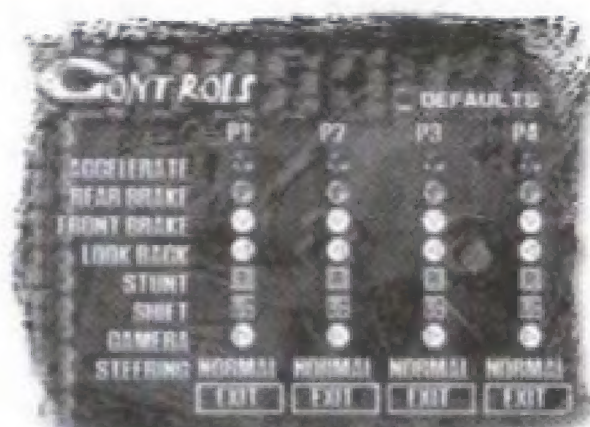 CONTROLS
DEFAULTS
P1 P2 P3 P4
ACCELERATE
REAR BRAKE
FRONT BRAKE
LOOK BACK
STUNT
SHIFT
CAMERA
STEERING NORMAL NORMAL NORMAL NORMAL
EXIT EXIT EXIT EXIT